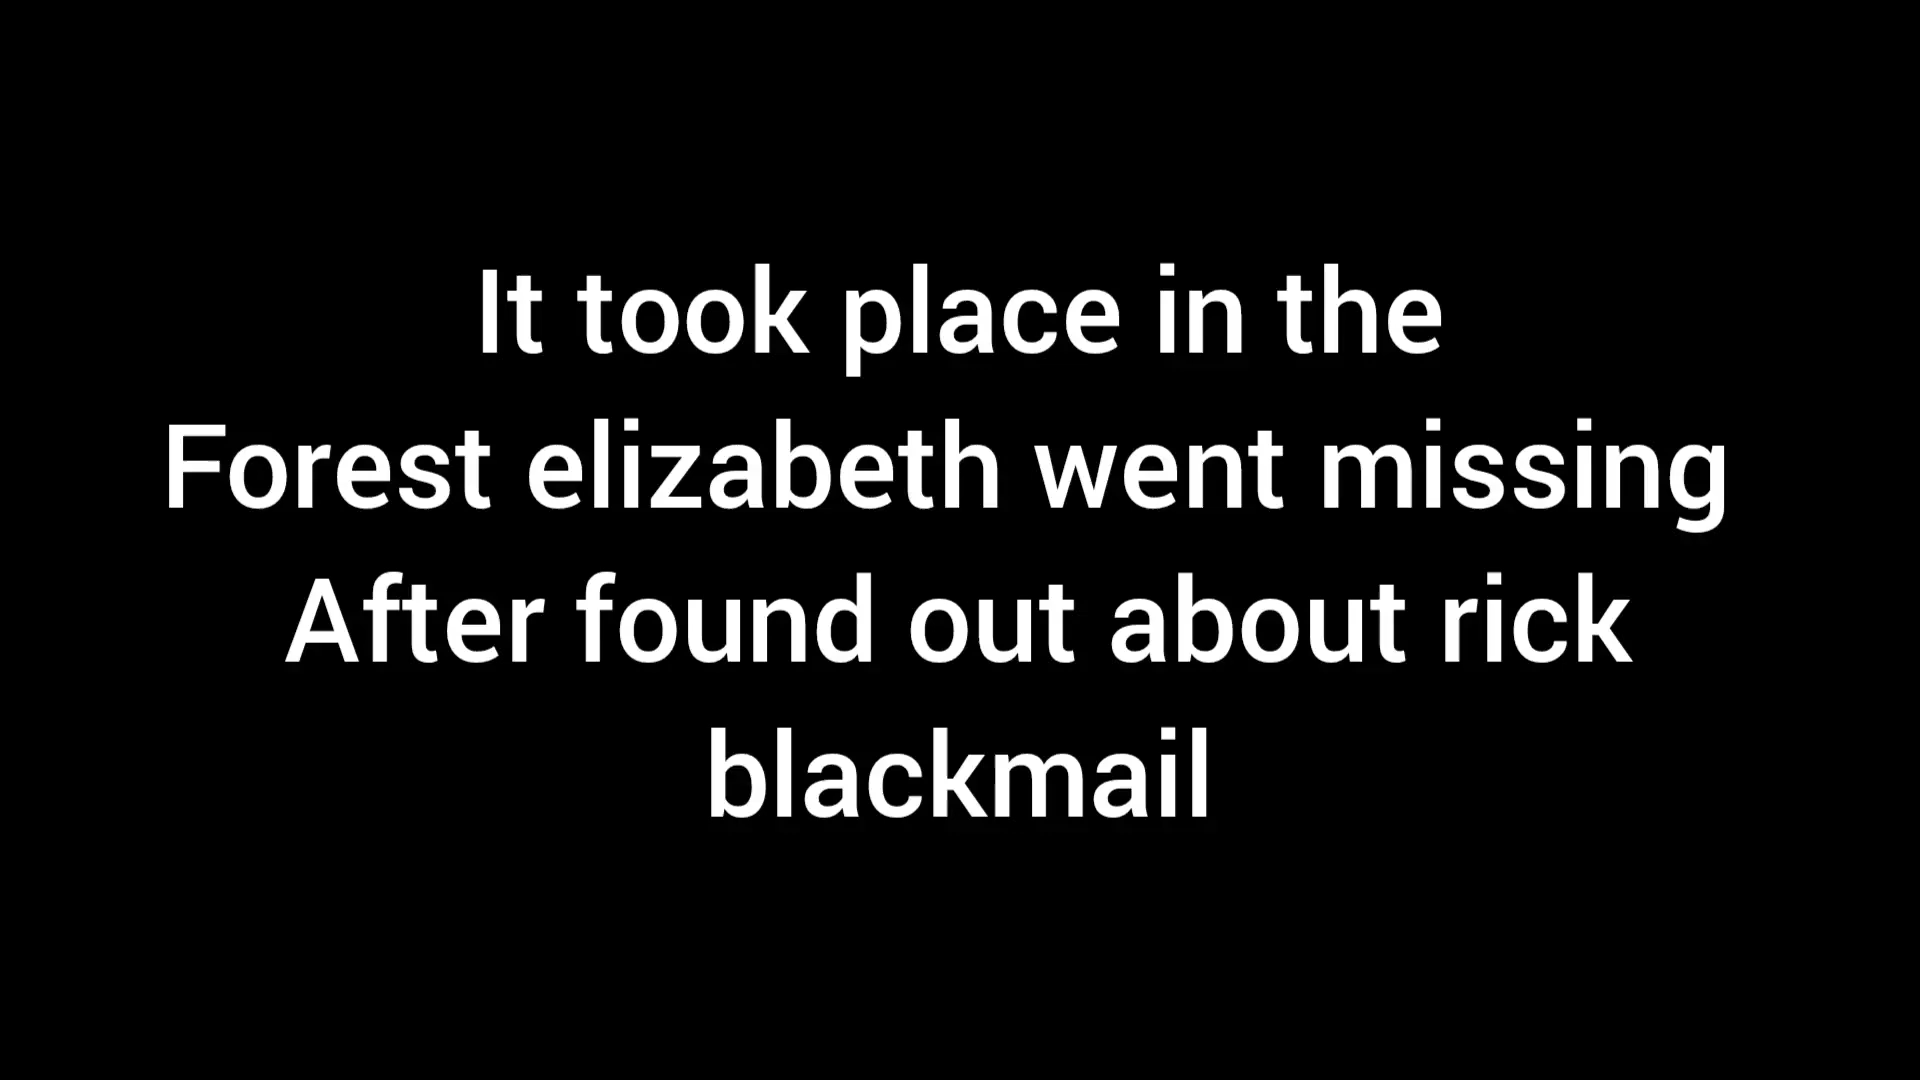 It took place in the
Forest elizabeth went missing
After found out about rick
blackmail